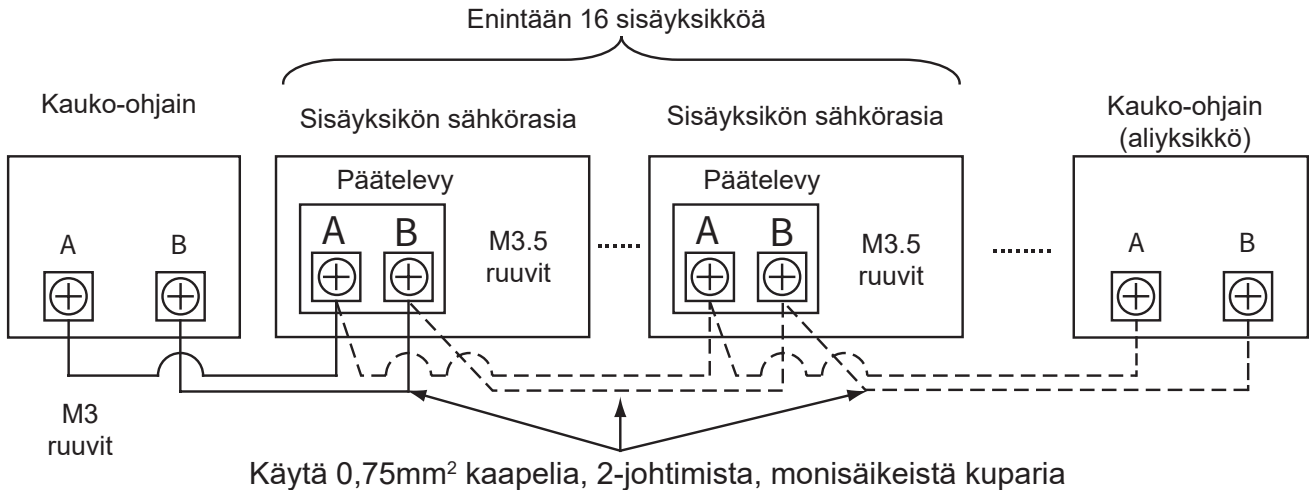 Enintään 16 sisäyksikköä
Kauko-ohjain
Sisäyksikön sähkörasia
Sisäyksikön sähkörasia
Kauko-ohjain
(aliyksikkö)
Päätelevy
Päätelevy
A B
A B
M3.5
ruuvit
A B
M3.5
ruuvit
A B
M3
ruuvit
Käytä 0,75mm² kaapelia, 2-johtimista, monisäikeistä kuparia